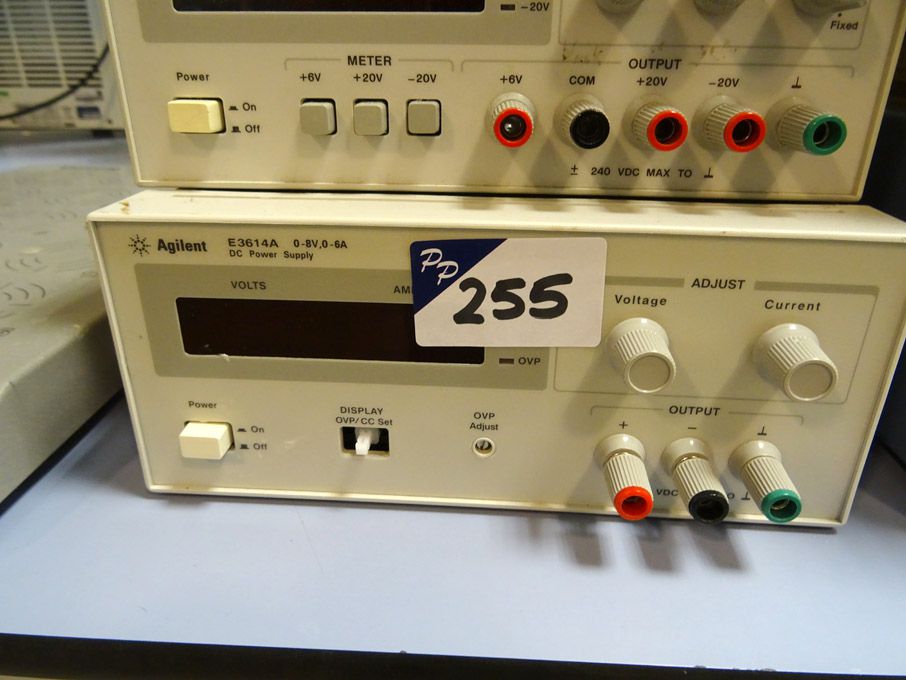 -20V
Fixed
Power
On
Off
METER
+6V +20V -20V
OUTPUT
+6V COM +20V -20V
± 240 VDC MAX TO
Agilent E3614A 0-8V,0-6A
DC Power Supply
PP
255
VOLTS
OVP
ADJUST
Voltage Current
Power
On
Off
DISPLAY
OVP/CC Set
OVP
Adjust
OUTPUT
+ -
VDC